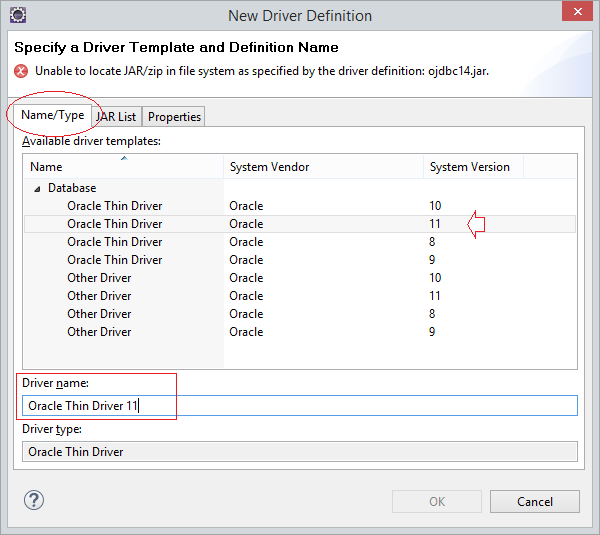 New Driver Definition
Specify a Driver Template and Definition Name
Unable to locate JAR/zip in file system as specified by the driver definition: ojdbc14.jar.
Name/Type JAR List Properties
Available driver templates:
Name System Vendor System Version
Database
Oracle Thin Driver Oracle 10
Oracle Thin Driver Oracle 11
Oracle Thin Driver Oracle 8
Oracle Thin Driver Oracle 9
Other Driver Oracle 10
Other Driver Oracle 11
Other Driver Oracle 8
Other Driver Oracle 9
Driver name:
Oracle Thin Driver 11
Driver type:
Oracle Thin Driver
OK Cancel